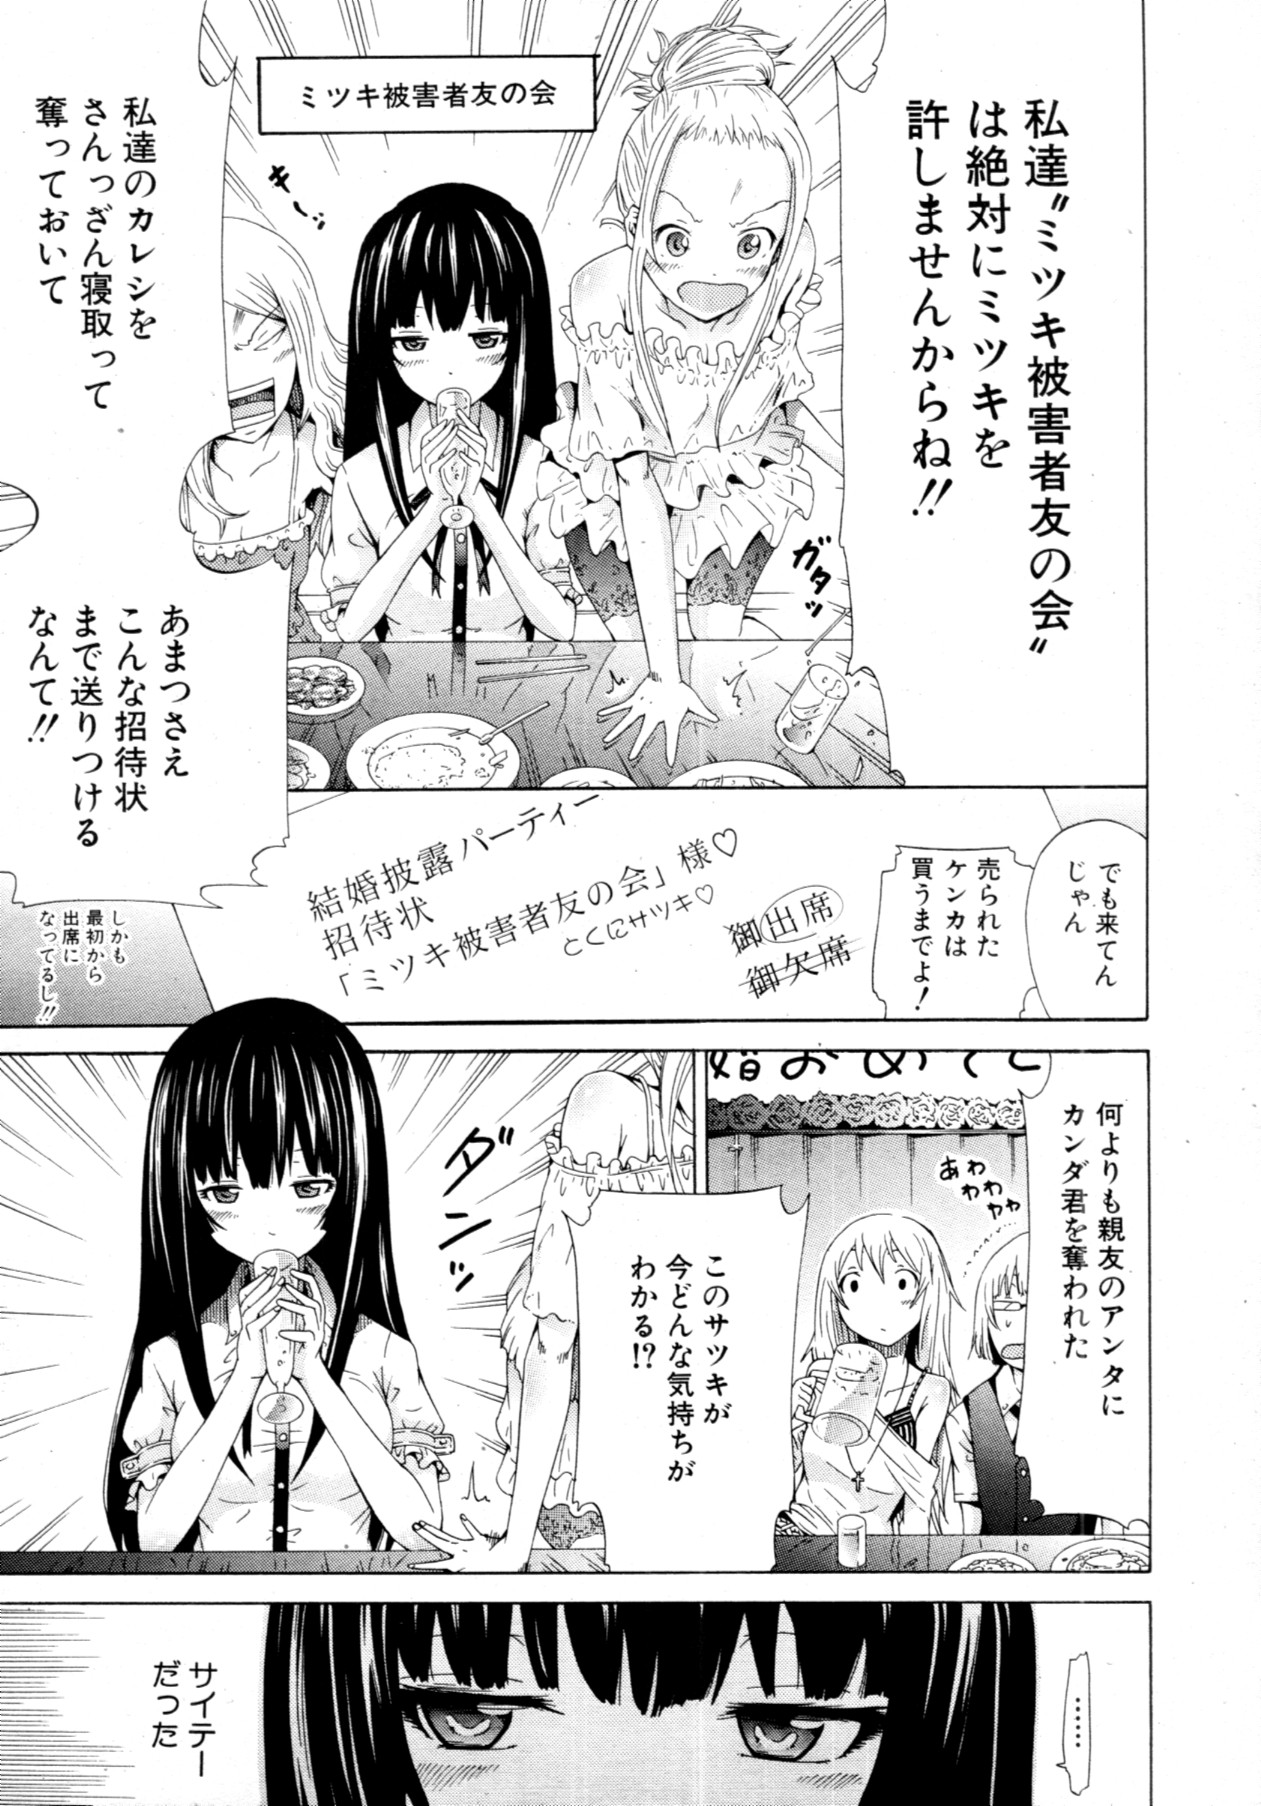 私達〝ミツキ被害者友の会〟
は絶対にミツキを
許しませんからね!!
ミツキ被害者友の会
キ〜ッ
ガタッ
私達のカレシを
さんっざん寝取って
奪っておいて
あまつさえ
こんな招待状
まで送りつける
なんて!!
でも来てん
じゃん
売られた
ケンカは
買うまでよ!
結婚披露パーティー
招待状
「ミツキ被害者友の会」様♡
とくにサツキ♡
御出席
御欠席
しかも
最初から
出席に
なってるし!!
何よりも親友のアンタに
カンダ君を奪われた
婚おめでと
あわわわわわ
このサツキが
今どんな気持ちが
わかる!?
ダンッ
……
サイテー
だった